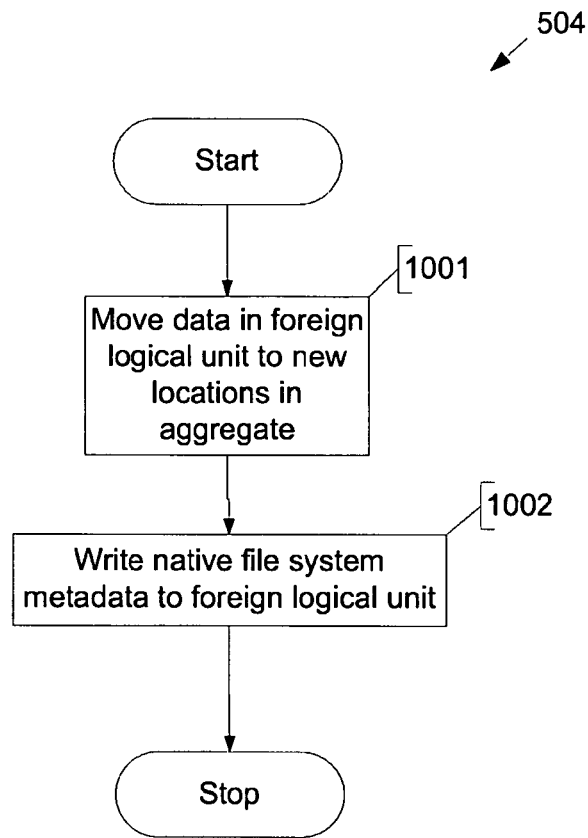 504
Start
1001
Move data in foreign
logical unit to new
locations in
aggregate
1002
Write native file system
metadata to foreign logical unit
Stop